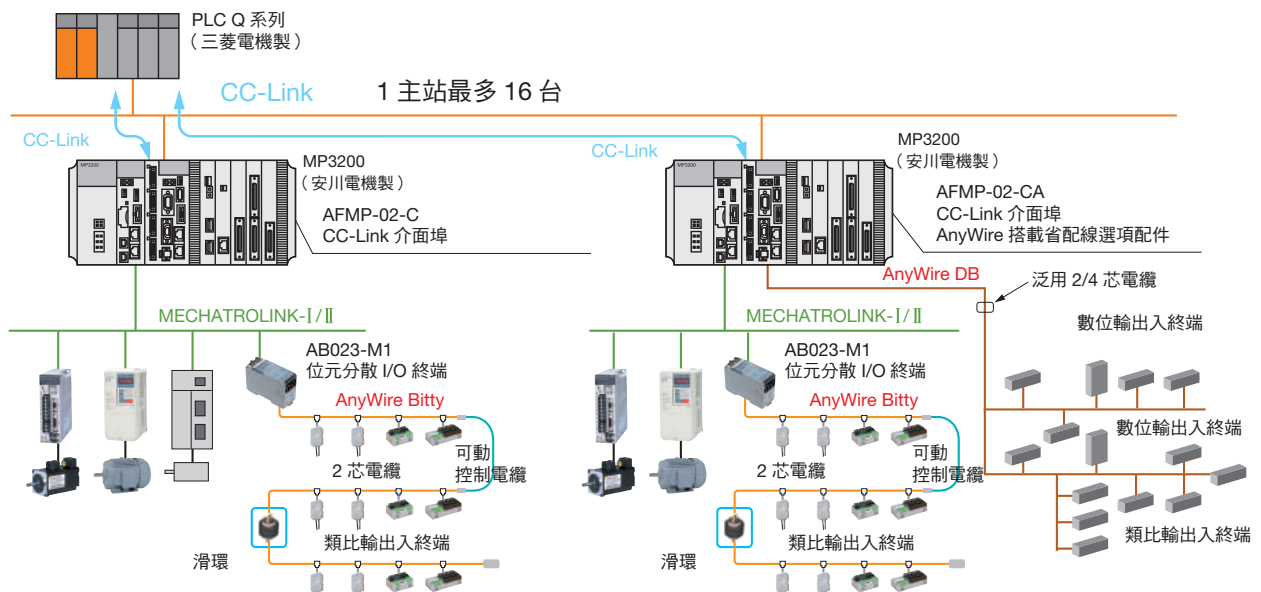 PLC Q 系列
（三菱電機製）
CC-Link 1 主站最多 16 台
CC-Link
MP3200
MP3200
（安川電機製）
AFMP-02-C
CC-Link 介面埠
CC-Link
MP3200
MP3200
（安川電機製）
AFMP-02-CA
CC-Link 介面埠
AnyWire 搭載省配線選項配件
AnyWire DB
泛用 2/4 芯電纜
數位輸出入終端
數位輸出入終端
類比輸出入終端
MECHATROLINK-Ⅰ/Ⅱ
AB023-M1
位元分散 I/O 終端
AnyWire Bitty
2 芯電纜
可動
控制電纜
滑環
類比輸出入終端
MECHATROLINK-Ⅰ/Ⅱ
AB023-M1
位元分散 I/O 終端
AnyWire Bitty
2 芯電纜
可動
控制電纜
滑環
類比輸出入終端